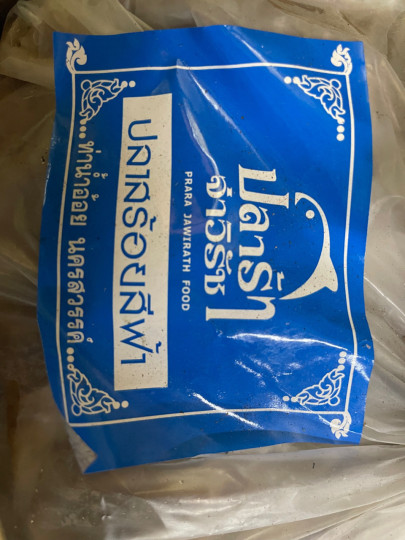 ปลาร้า
จ่าวิรัช
PRARA JAWIRATH FOOD
ปลาสร้อยสีฟ้า
ท่าน้ำอ้อย นครสวรรค์